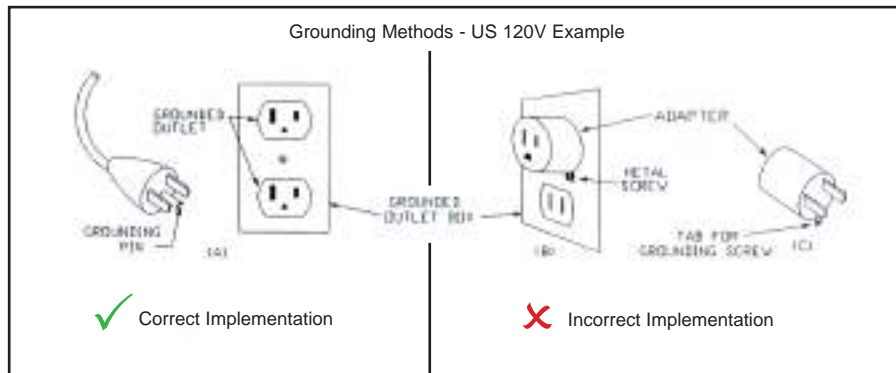 Grounding Methods - US 120V Example
GROUNDED
OUTLET
GROUNDING
PIN
(A)
GROUNDED
OUTLET BOX
ADAPTER
METAL
SCREW
(B)
TAB FOR
GROUNDING SCREW
(C)
Correct Implementation
Incorrect Implementation